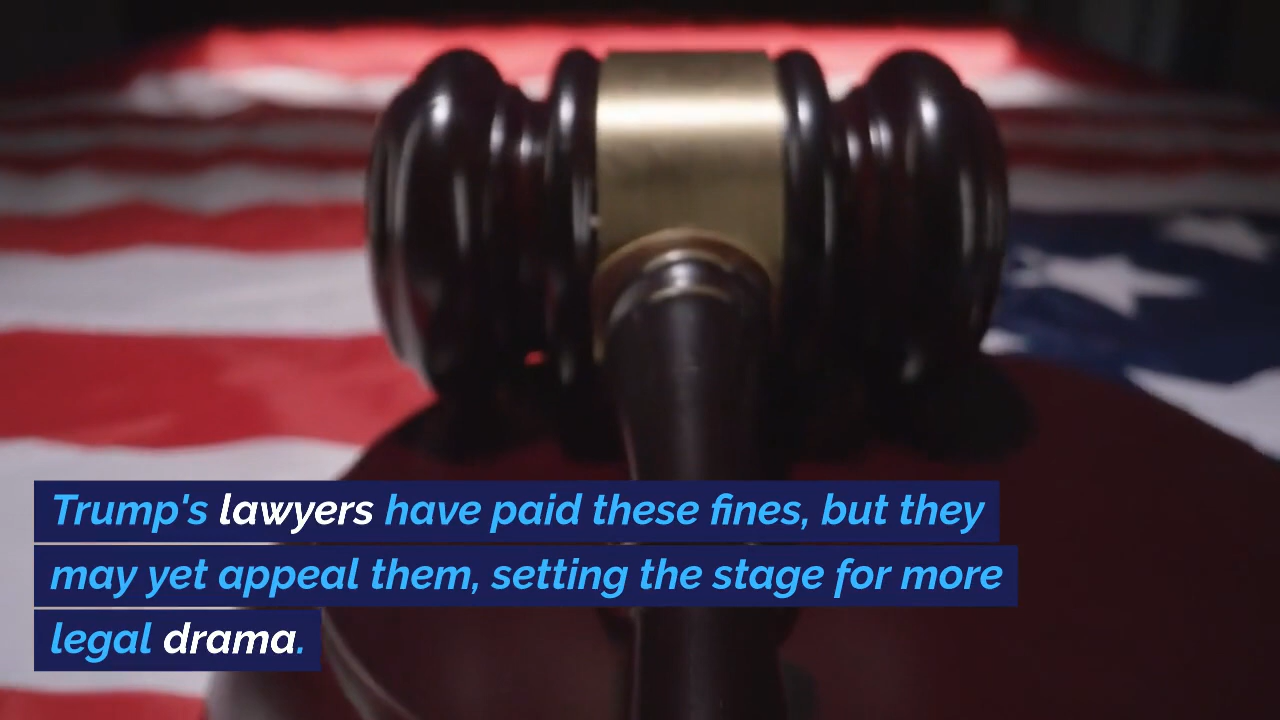 Trump's lawyers have paid these fines, but they
may yet appeal them, setting the stage for more
legal drama.